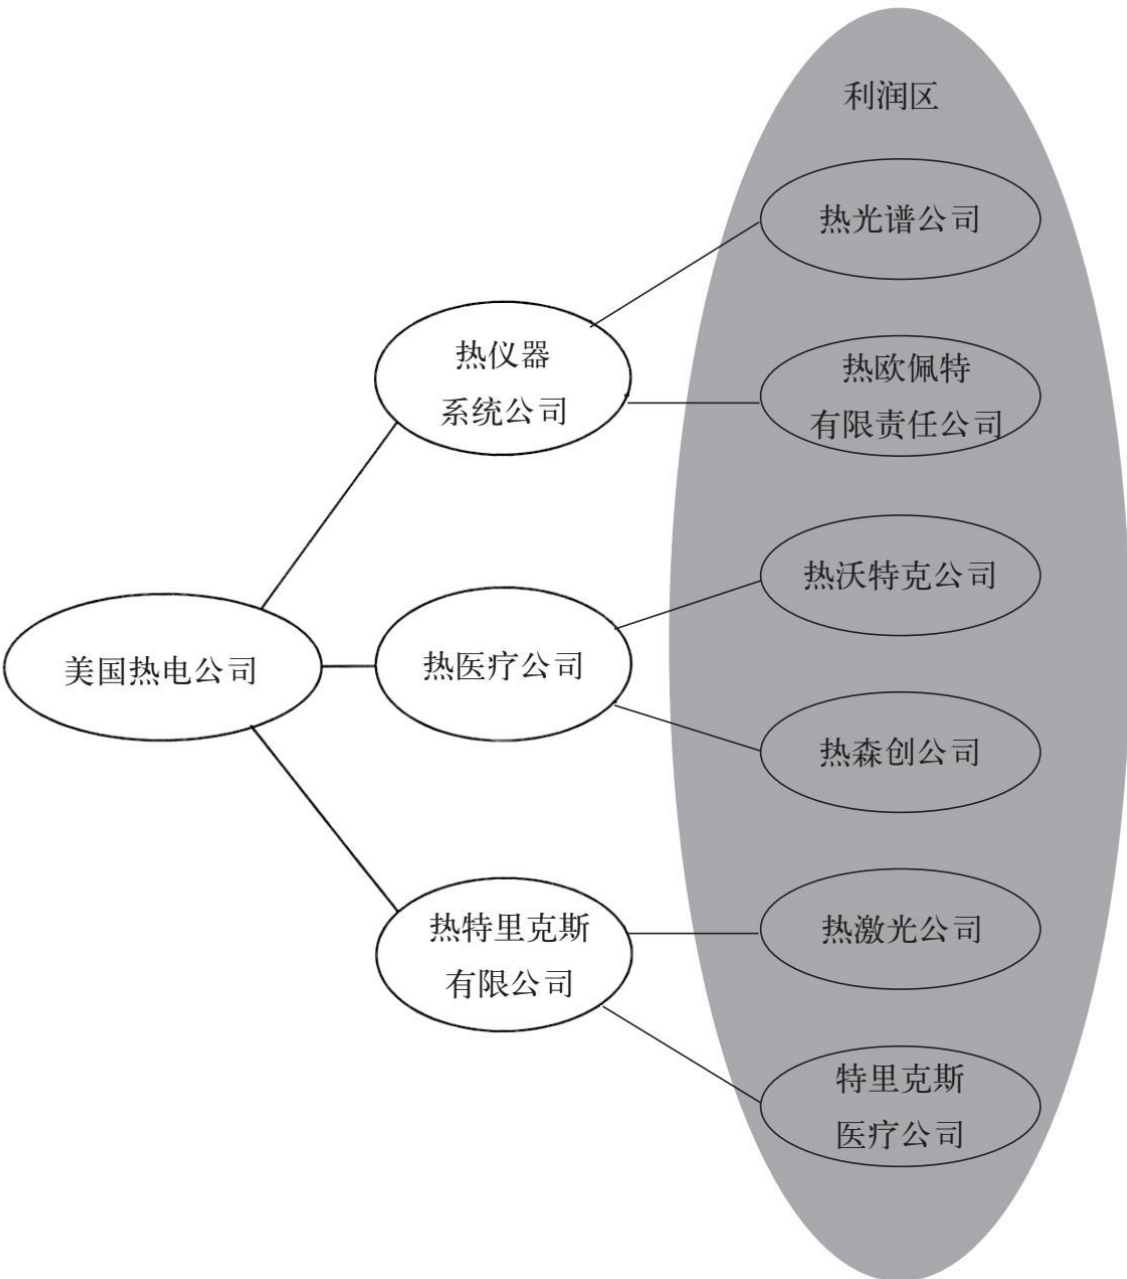 利润区
热光谱公司
热仪器
系统公司
热欧佩特
有限责任公司
热沃特克公司
美国热电公司
热医疗公司
热森创公司
热特里克斯
有限公司
热激光公司
特里克斯
医疗公司